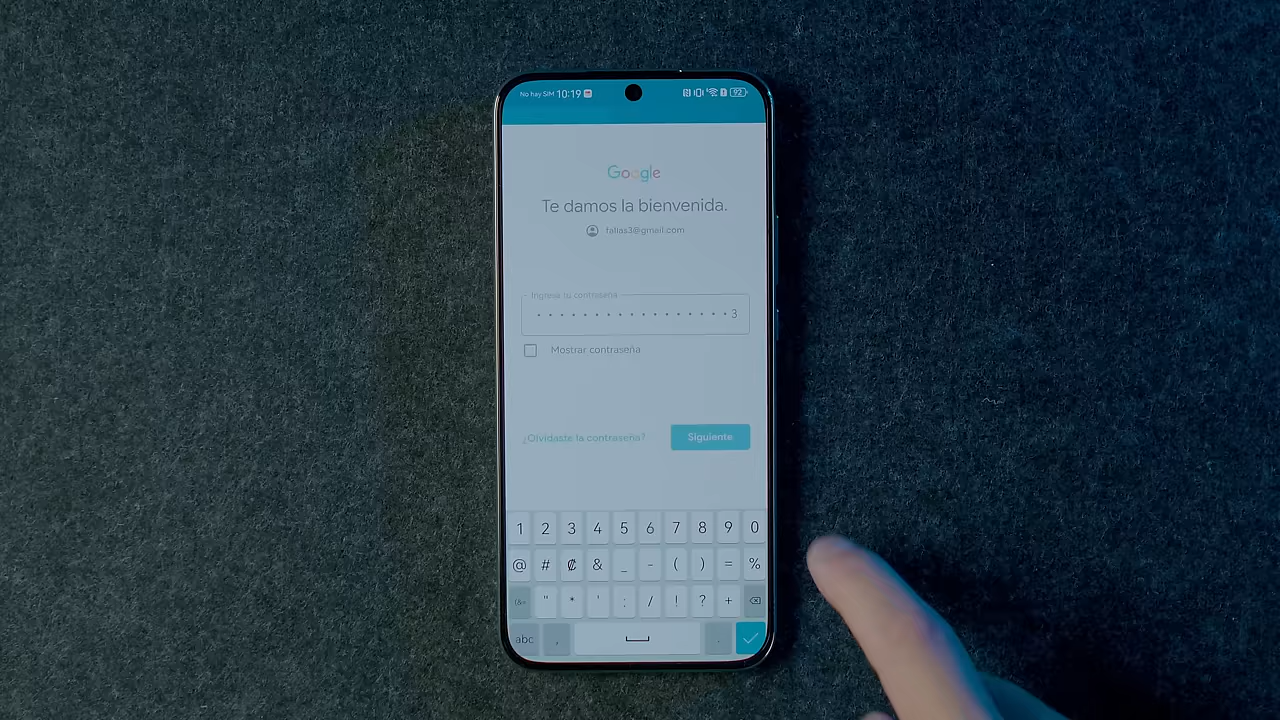 No hay SIM 10:19 92
Google
Te damos la bienvenida.
fallas3@gmail.com
Ingresa tu contraseña
• • • • • • • • • • • • • • • • • 3
Mostrar contraseña
¿Olvidaste la contraseña? Siguiente
1 2 3 4 5 6 7 8 9 0
@ # ₡ & _ - ( ) = %
" * ' : / ! ? +
abc , .